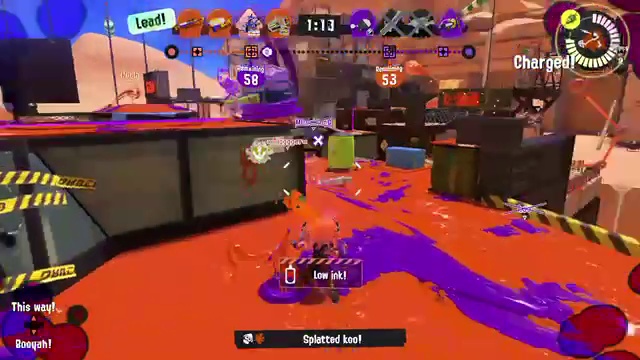 Lead!
1:13
Charged!
Remaining
58
Remaining
53
Low ink!
This way!
Booyah!
Splatted koo!